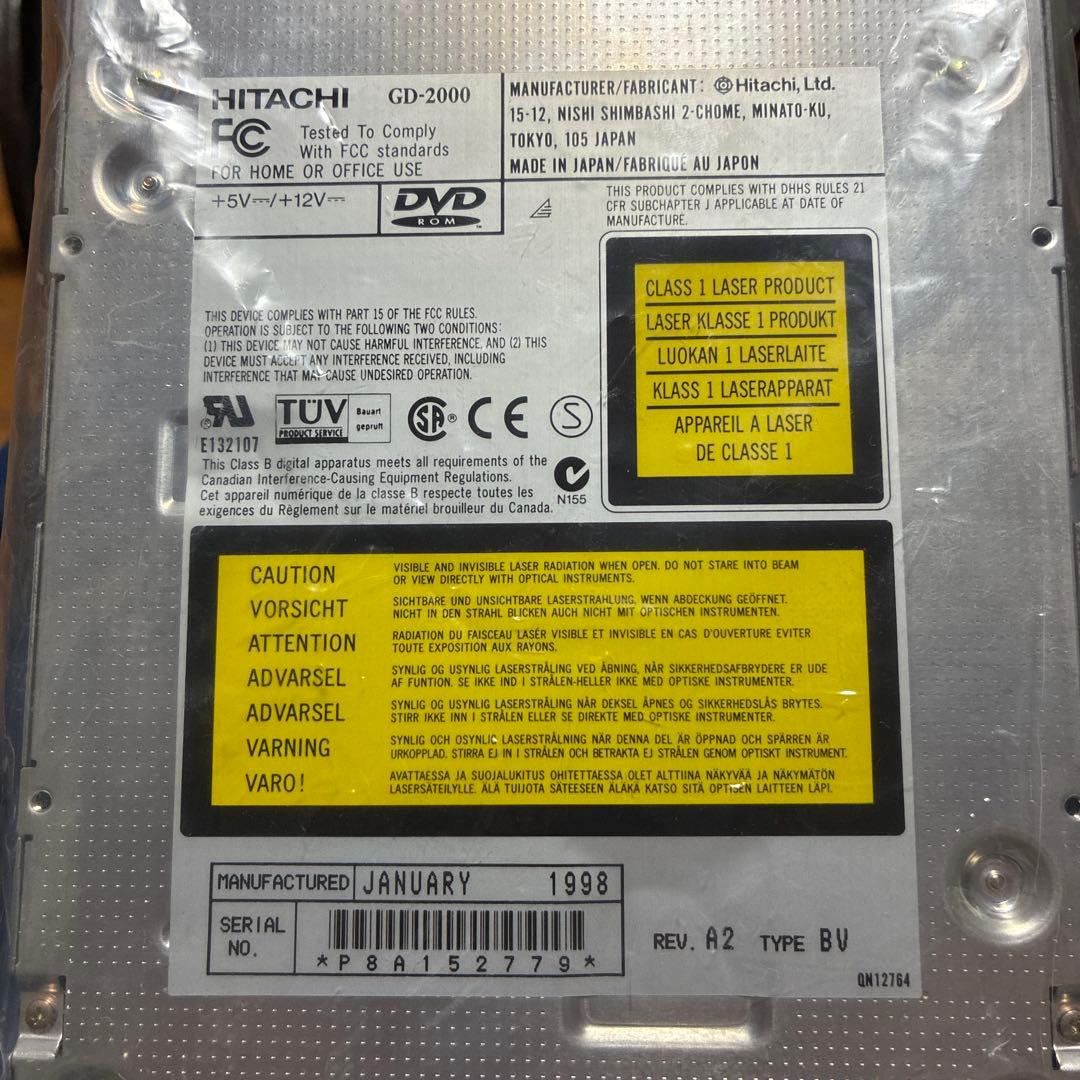 HITACHI GD-2000
FC Tested To Comply
With FCC standards
FOR HOME OR OFFICE USE
MANUFACTURER/FABRICANT: Hitachi, Ltd.
15-12, NISHI SHIMBASHI 2-CHOME, MINATO-KU,
TOKYO, 105 JAPAN
MADE IN JAPAN/FABRIQUÉ AU JAPON
+5V⎓/+12V⎓
DVD
ROM
TM
THIS PRODUCT COMPLIES WITH DHHS RULES 21
CFR SUBCHAPTER J APPLICABLE AT DATE OF
MANUFACTURE.
CLASS 1 LASER PRODUCT
LASER KLASSE 1 PRODUKT
LUOKAN 1 LASERLAITE
KLASS 1 LASERAPPARAT
APPAREIL A LASER
DE CLASSE 1
THIS DEVICE COMPLIES WITH PART 15 OF THE FCC RULES.
OPERATION IS SUBJECT TO THE FOLLOWING TWO CONDITIONS:
(1) THIS DEVICE MAY NOT CAUSE HARMFUL INTERFERENCE, AND (2) THIS
DEVICE MUST ACCEPT ANY INTERFERENCE RECEIVED, INCLUDING
INTERFERENCE THAT MAY CAUSE UNDESIRED OPERATION.
RU ®
E132107
TÜV
PRODUCT SERVICE
Bauart
geprüft
SA ®
CE
S
N155
This Class B digital apparatus meets all requirements of the
Canadian Interference-Causing Equipment Regulations.
Cet appareil numérique de la classe B respecte toutes les
exigences du Règlement sur le matériel brouilleur du Canada.
CAUTION VISIBLE AND INVISIBLE LASER RADIATION WHEN OPEN. DO NOT STARE INTO BEAM
OR VIEW DIRECTLY WITH OPTICAL INSTRUMENTS.
VORSICHT SICHTBARE UND UNSICHTBARE LASERSTRAHLUNG, WENN ABDECKUNG GEÖFFNET.
NICHT IN DEN STRAHL BLICKEN AUCH NICHT MIT OPTISCHEN INSTRUMENTEN.
ATTENTION RADIATION DU FAISCEAU LASÉR VISIBLE ET INVISIBLE EN CAS D'OUVERTURE EVITER
TOUTE EXPOSITION AUX RAYONS.
ADVARSEL SYNLIG OG USYNLIG LASERSTRÅLING VED ÅBNING, NÅR SIKKERHEDSAFBRYDERE ER UDE
AF FUNTION. SE IKKE IND I STRÅLEN-HELLER IKKE MED OPTISKE INSTRUMENTER.
ADVARSEL SYNLIG OG USYNLIG LASERSTRÅLING NÅR DEKSEL ÅPNES OG SIKKERHEDSLÅS BRYTES.
STIRR IKKE INN I STRÅLEN ELLER SE DIREKTE MED OPTISKE INSTRUMENTER.
VARNING SYNLIG OCH OSYNLIG LASERSTRÅLNING NÄR DENNA DEL ÄR ÖPPNAD OCH SPÄRREN ÄR
URKOPPLAD. STIRRA EJ IN I STRÅLEN OCH BETRAKTA EJ STRÅLEN GENOM OPTISKT INSTRUMENT.
VARO! AVATTAESSA JA SUOJALUKITUS OHITETTAESSA OLET ALTTIINA NÄKYVÄÄ JA NÄKYMÄTÖN
LASERSÄTEILYLLE. ÄLÄ TUIJOTA SÄTEESEEN ÄLÄKÄ KATSO SITÄ OPTISEN LAITTEEN LÄPI.
MANUFACTURED JANUARY 1998
SERIAL
NO.
*P8A152779*
REV. A2 TYPE BV
QN12764